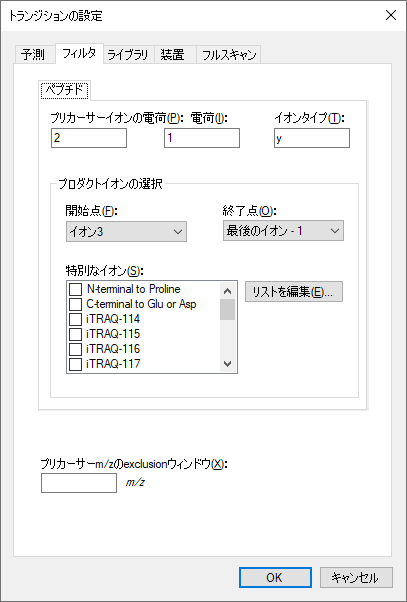 トランジションの設定
予測 フィルタ ライブラリ 装置 フルスキャン
ペプチド
プリカーサーイオンの電荷(P): 電荷(I): イオンタイプ(T):
2 1 y
プロダクトイオンの選択
開始点(F): 終了点(O):
イオン3 最後のイオン - 1
特別なイオン(S):
N-terminal to Proline リストを編集(E)...
C-terminal to Glu or Asp
iTRAQ-114
iTRAQ-115
iTRAQ-116
iTRAQ-117
プリカーサーm/zのexclusionウィンドウ(X):
m/z
OK キャンセル